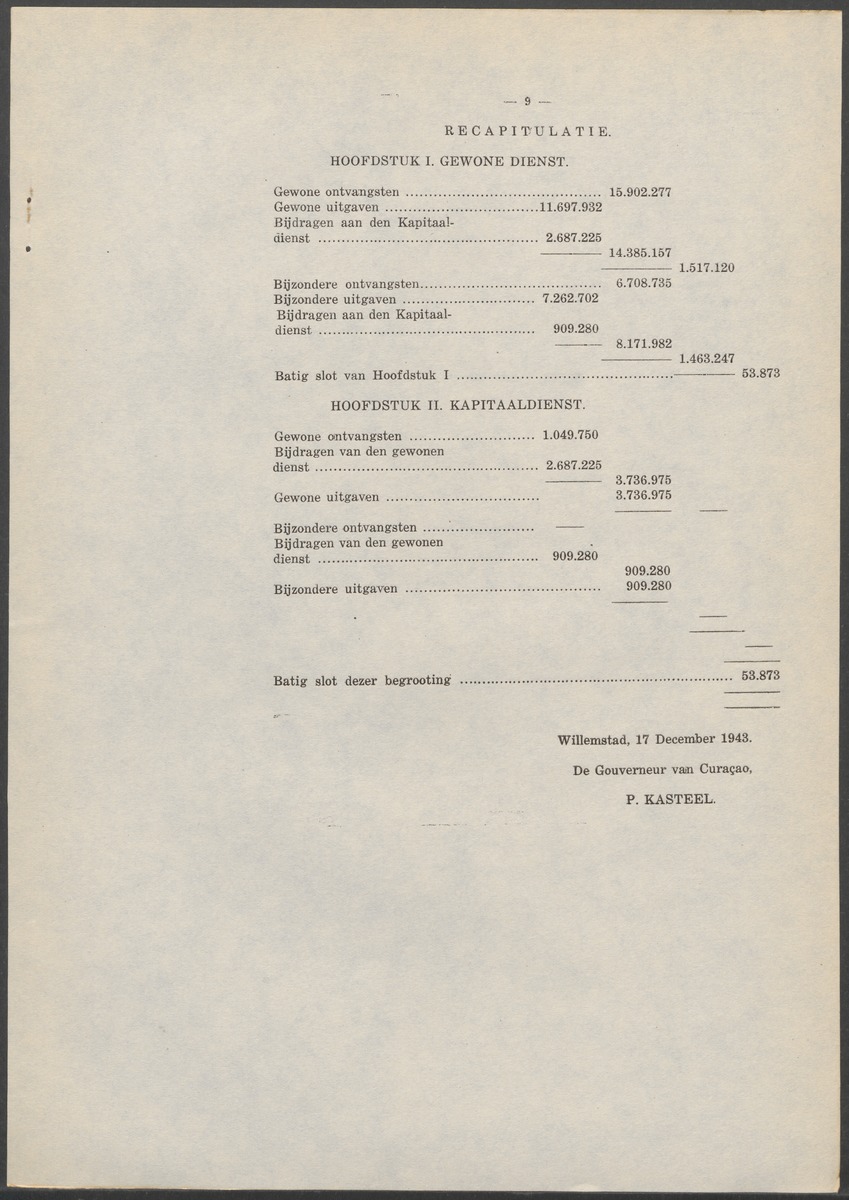 — 9 —
RECAPITULATIE.
HOOFDSTUK I. GEWONE DIENST.
Gewone ontvangsten ........................................... 15.902.277
Gewone uitgaven .................................11.697.932
Bijdragen aan den Kapitaal-
dienst ................................................ 2.687.225
14.385.157
1.517.120
Bijzondere ontvangsten........................................ 6.708.735
Bijzondere uitgaven ............................. 7.262.702
Bijdragen aan den Kapitaal-
dienst ............................................... 909.280
8.171.982
1.463.247
Batig slot van Hoofdstuk I ................................................ 53.873
HOOFDSTUK II. KAPITAALDIENST.
Gewone ontvangsten ........................... 1.049.750
Bijdragen van den gewonen
dienst ................................................. 2.687.225
3.736.975
Gewone uitgaven .................................. 3.736.975
Bijzondere ontvangsten ......................... —
Bijdragen van den gewonen
dienst ................................................ 909.280
909.280
Bijzondere uitgaven ........................................... 909.280
—
—
Batig slot dezer begrooting ............................................................ 53.873
Willemstad, 17 December 1943.
De Gouverneur van Curaçao,
P. KASTEEL.